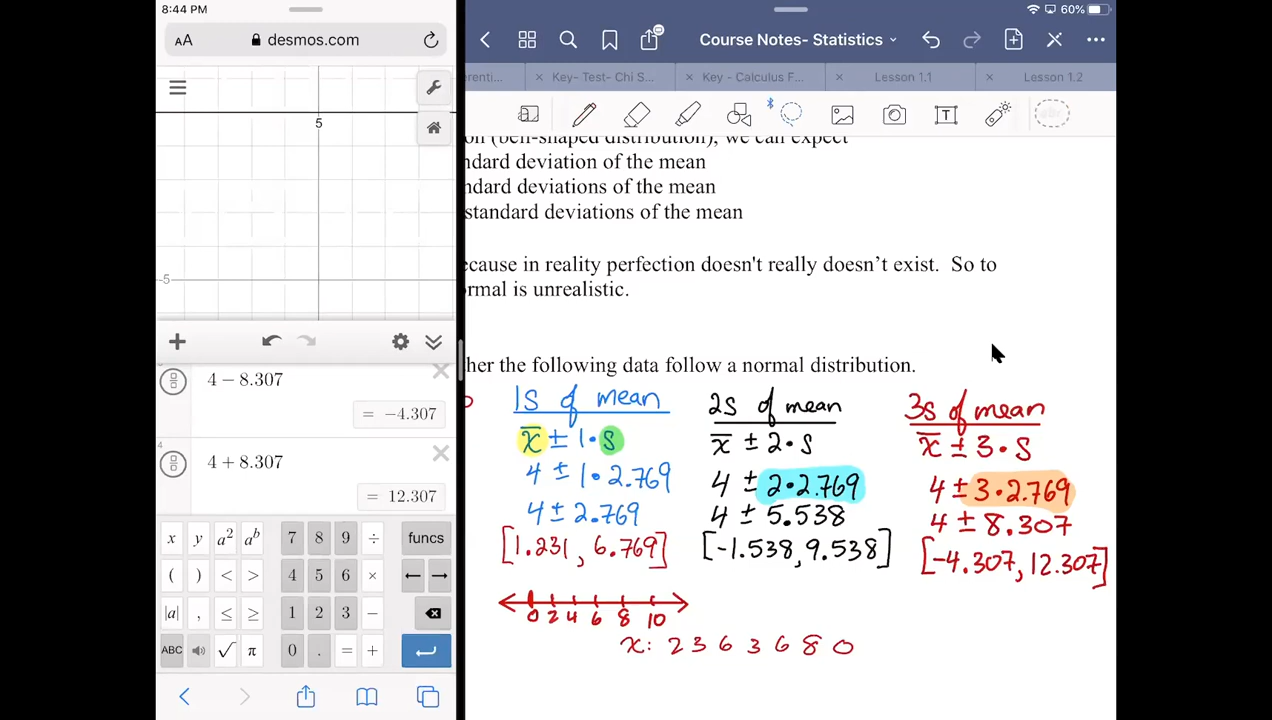 8:44 PM
60%
AA desmos.com
Course Notes- Statistics
Key- Test- Chi S...
Key - Calculus F...
Lesson 1.1
Lesson 1.2
5
-5
4 − 8.307
= −4.307
4
4 + 8.307
= 12.307
x y a² aᵇ 7 8 9 ÷ funcs
( ) < > 4 5 6 × ← →
|a| , ≤ ≥ 1 2 3 −
ABC √ π 0 . = +
on (bell-shaped distribution), we can expect
ndard deviation of the mean
ndard deviations of the mean
standard deviations of the mean
ecause in reality perfection doesn't really doesn't exist. So to
ormal is unrealistic.
her the following data follow a normal distribution.
1S of mean
x̄ ± 1·S
4 ± 1·2.769
4 ± 2.769
[1.231, 6.769]
2S of mean
x̄ ± 2·S
4 ± 2·2.769
4 ± 5.538
[-1.538, 9.538]
3S of mean
x̄ ± 3·S
4 ± 3·2.769
4 ± 8.307
[-4.307, 12.307]
0 2 4 6 8 10
x: 2 3 6 3 6 8 0